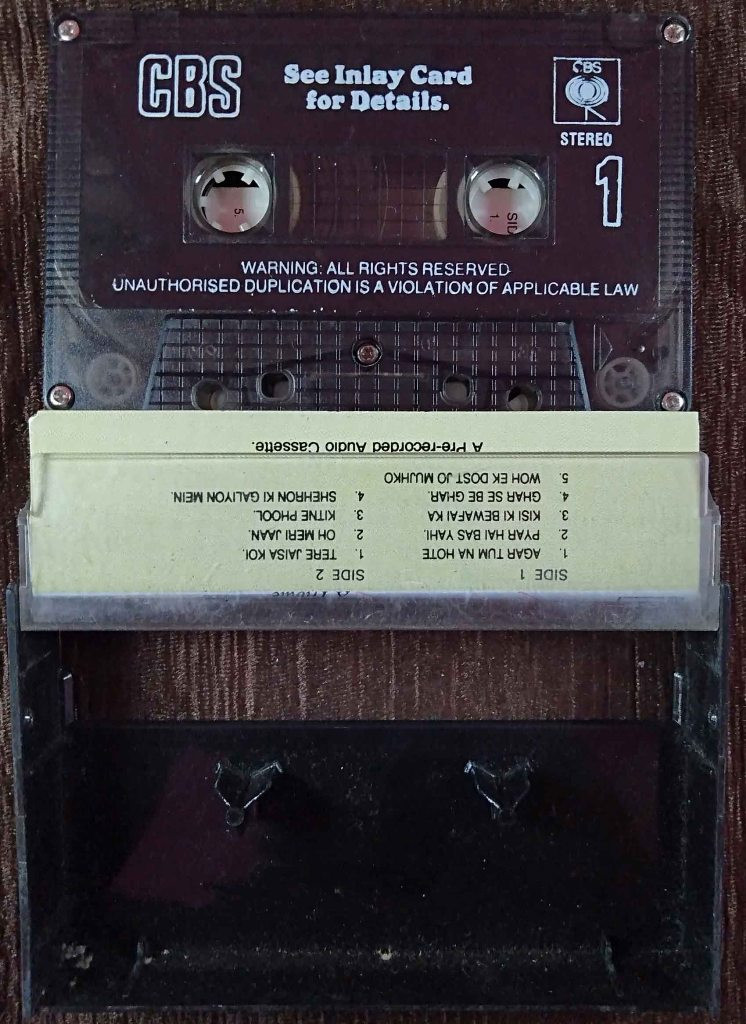 CBS
See Inlay Card
for Details.
CBS
STEREO
1
5.
SID
1.
WARNING: ALL RIGHTS RESERVED
UNAUTHORISED DUPLICATION IS A VIOLATION OF APPLICABLE LAW
SIDE 1
1. AGAR TUM NA HOTE
2. PYAR HAI BAS YAHI.
3. KISI KI BEWAFAI KA
4. GHAR SE BE GHAR.
5. WOH EK DOST JO MUJHKO
SIDE 2
1. TERE JAISA KOI.
2. OH MERI JAAN.
3. KITNE PHOOL.
4. SHEHRON KI GALIYON MEIN.
A Pre-recorded Audio Cassette.